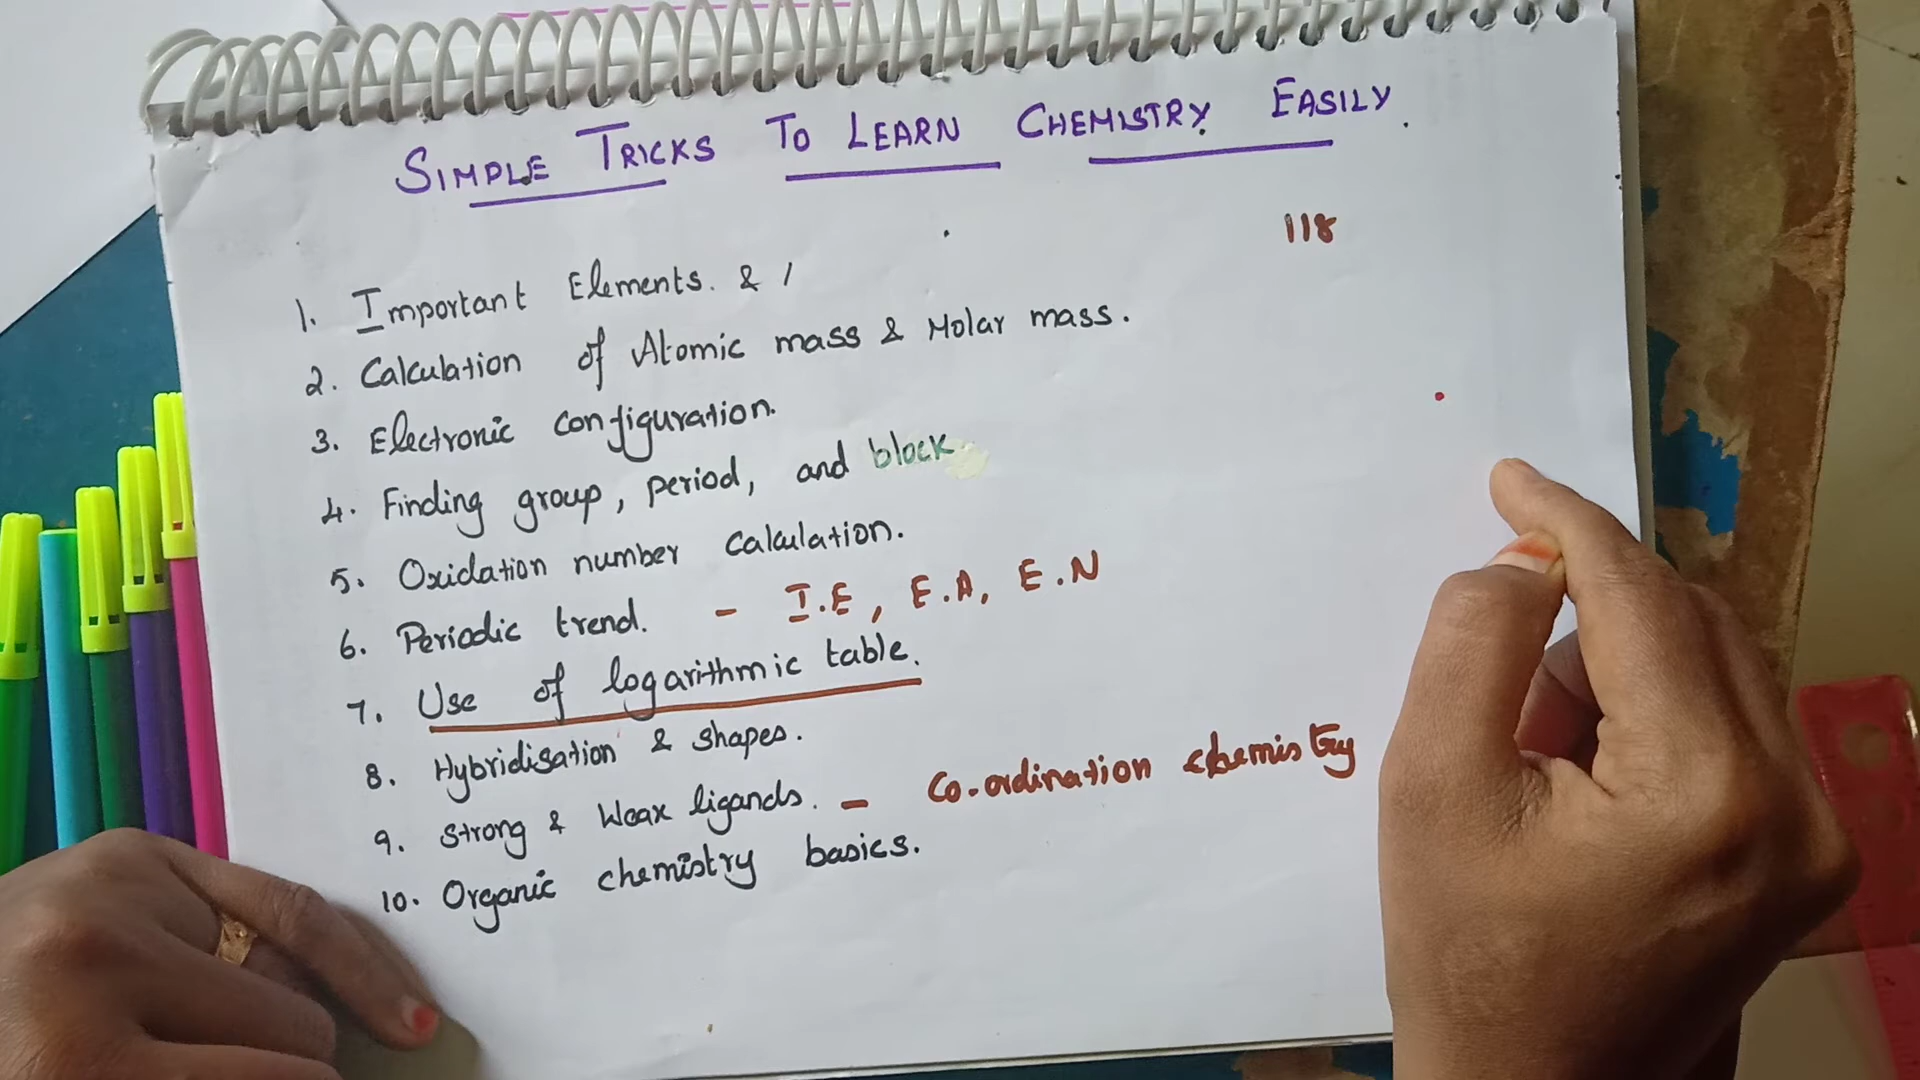 SIMPLE TRICKS TO LEARN CHEMISTRY EASILY.
118
1. Important Elements. & /
2. Calculation of Atomic mass & Molar mass.
3. Electronic configuration.
4. Finding group, period, and block
5. Oxidation number calculation.
6. Periodic trend. - I.E, E.A, E.N
7. Use of logarithmic table.
8. Hybridisation & shapes.
9. Strong & Weak ligands. - Co-ordination chemistry
10. Organic chemistry basics.